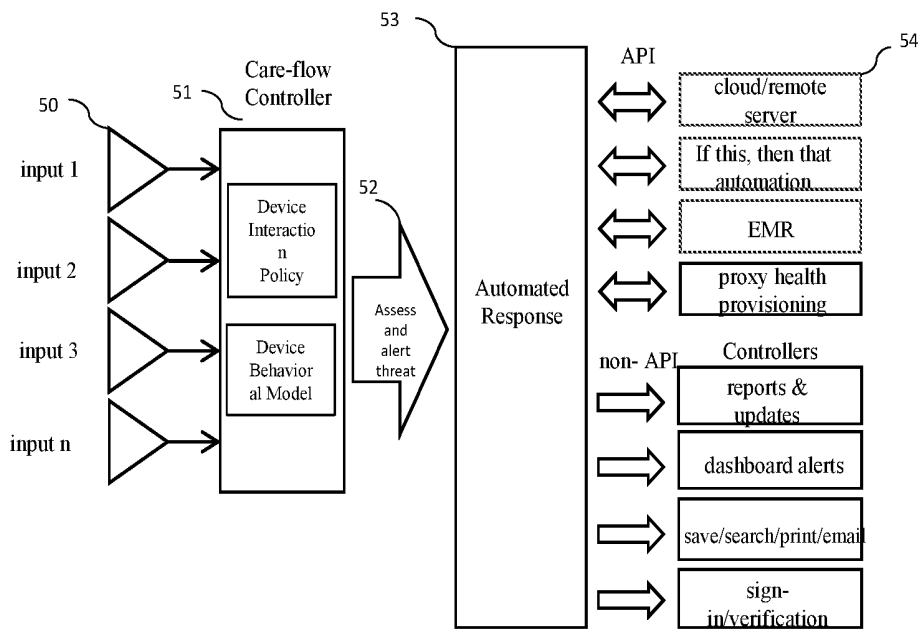 53
54
Care-flow
Controller
API
50
51
cloud/remote
server
input 1
If this, then that
automation
52
Device
Interactio
n
Policy
EMR
input 2
proxy health
provisioning
Automated
Response
Assess
and
alert
threat
input 3
Device
Behavior
al Model
Controllers
non- API
reports &
updates
input n
dashboard alerts
save/search/print/email
sign-
in/verification